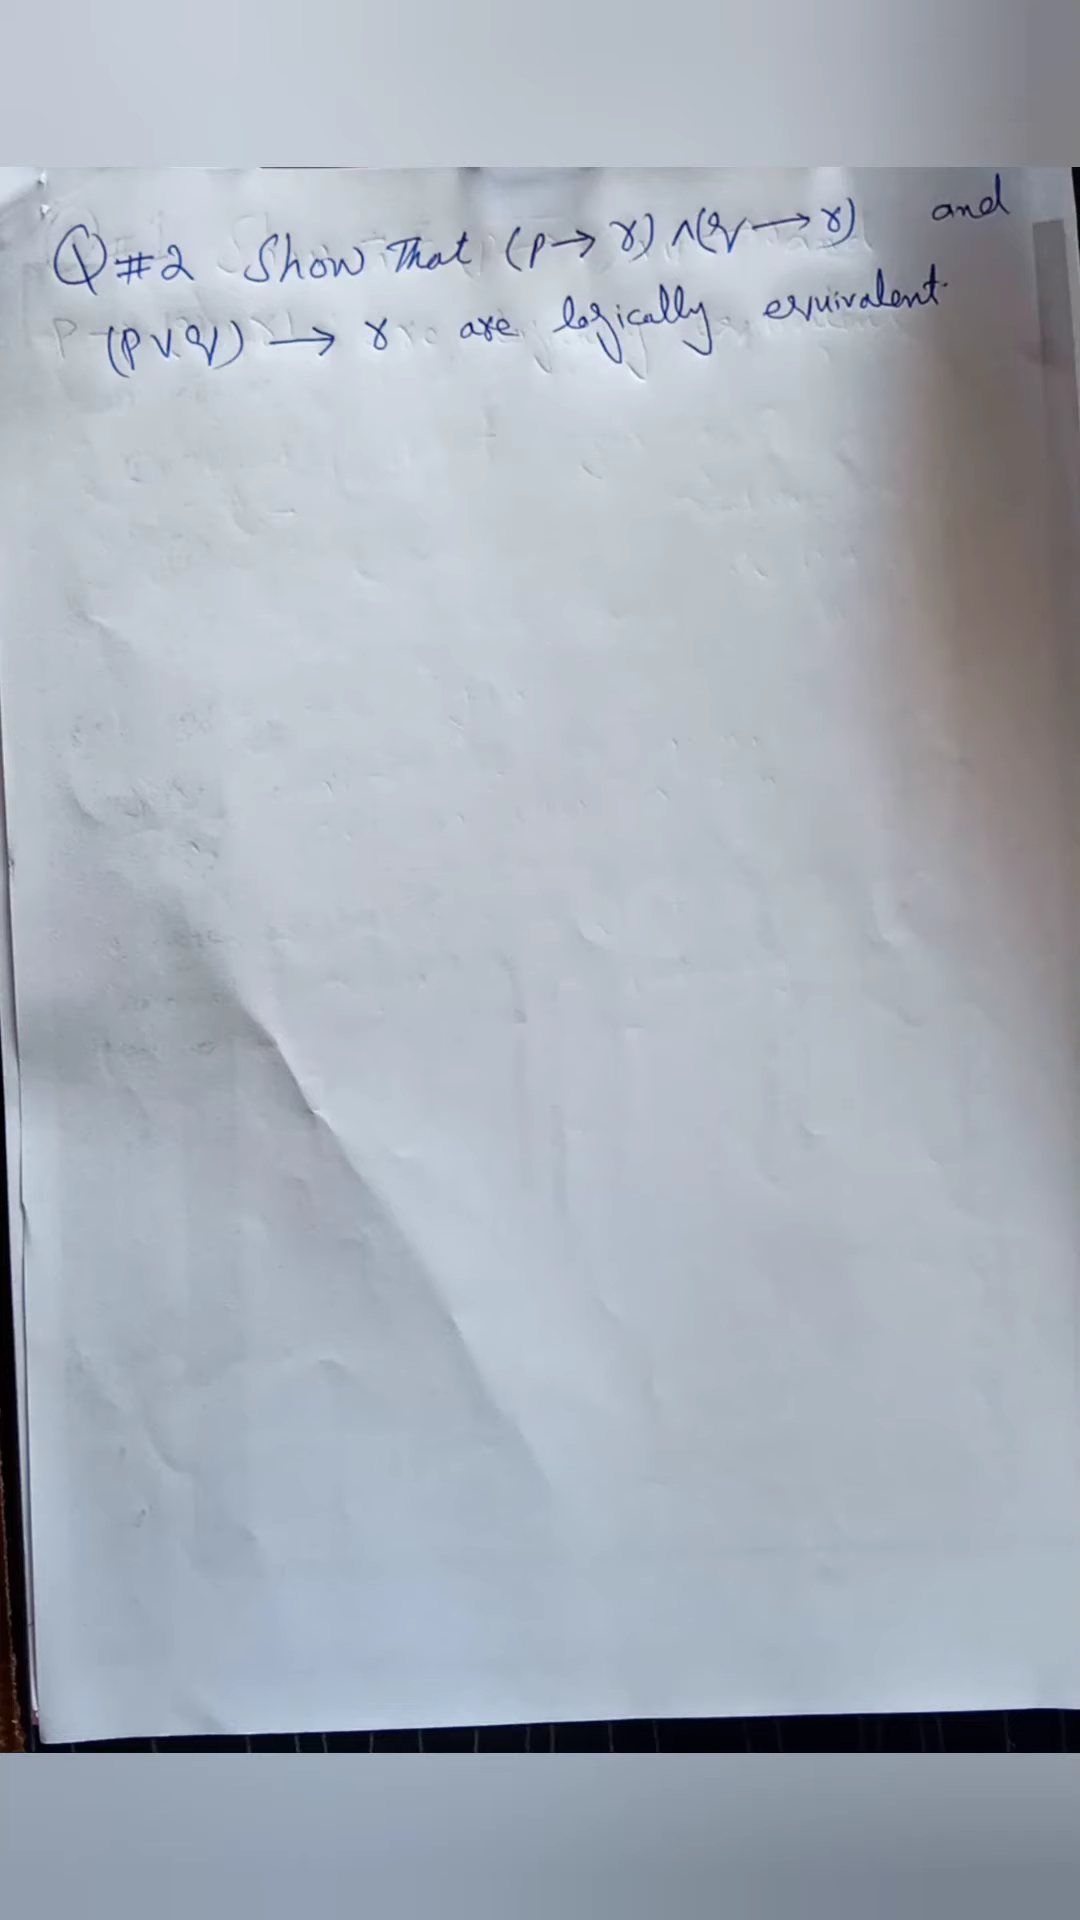 Q#2 Show That (p→r)∧(q→r) and
(p∨q)→r are logically equivalent.